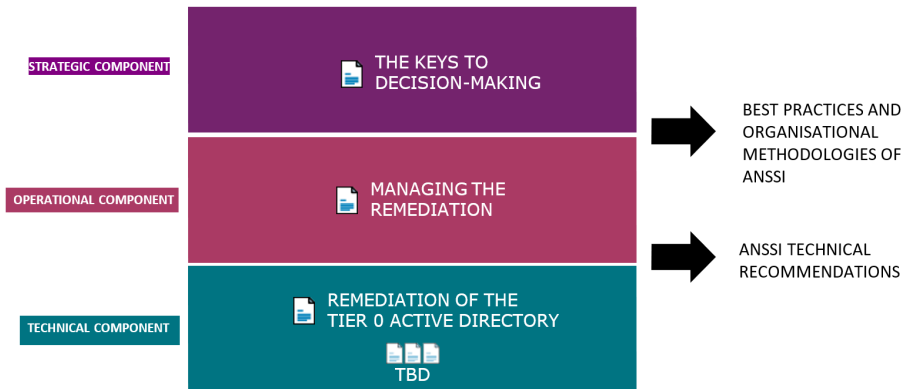 STRATEGIC COMPONENT
THE KEYS TO
DECISION-MAKING
BEST PRACTICES AND
ORGANISATIONAL
METHODOLOGIES OF
ANSSI
OPERATIONAL COMPONENT
MANAGING THE
REMEDIATION
ANSSI TECHNICAL
RECOMMENDATIONS
TECHNICAL COMPONENT
REMEDIATION OF THE
TIER 0 ACTIVE DIRECTORY
TBD